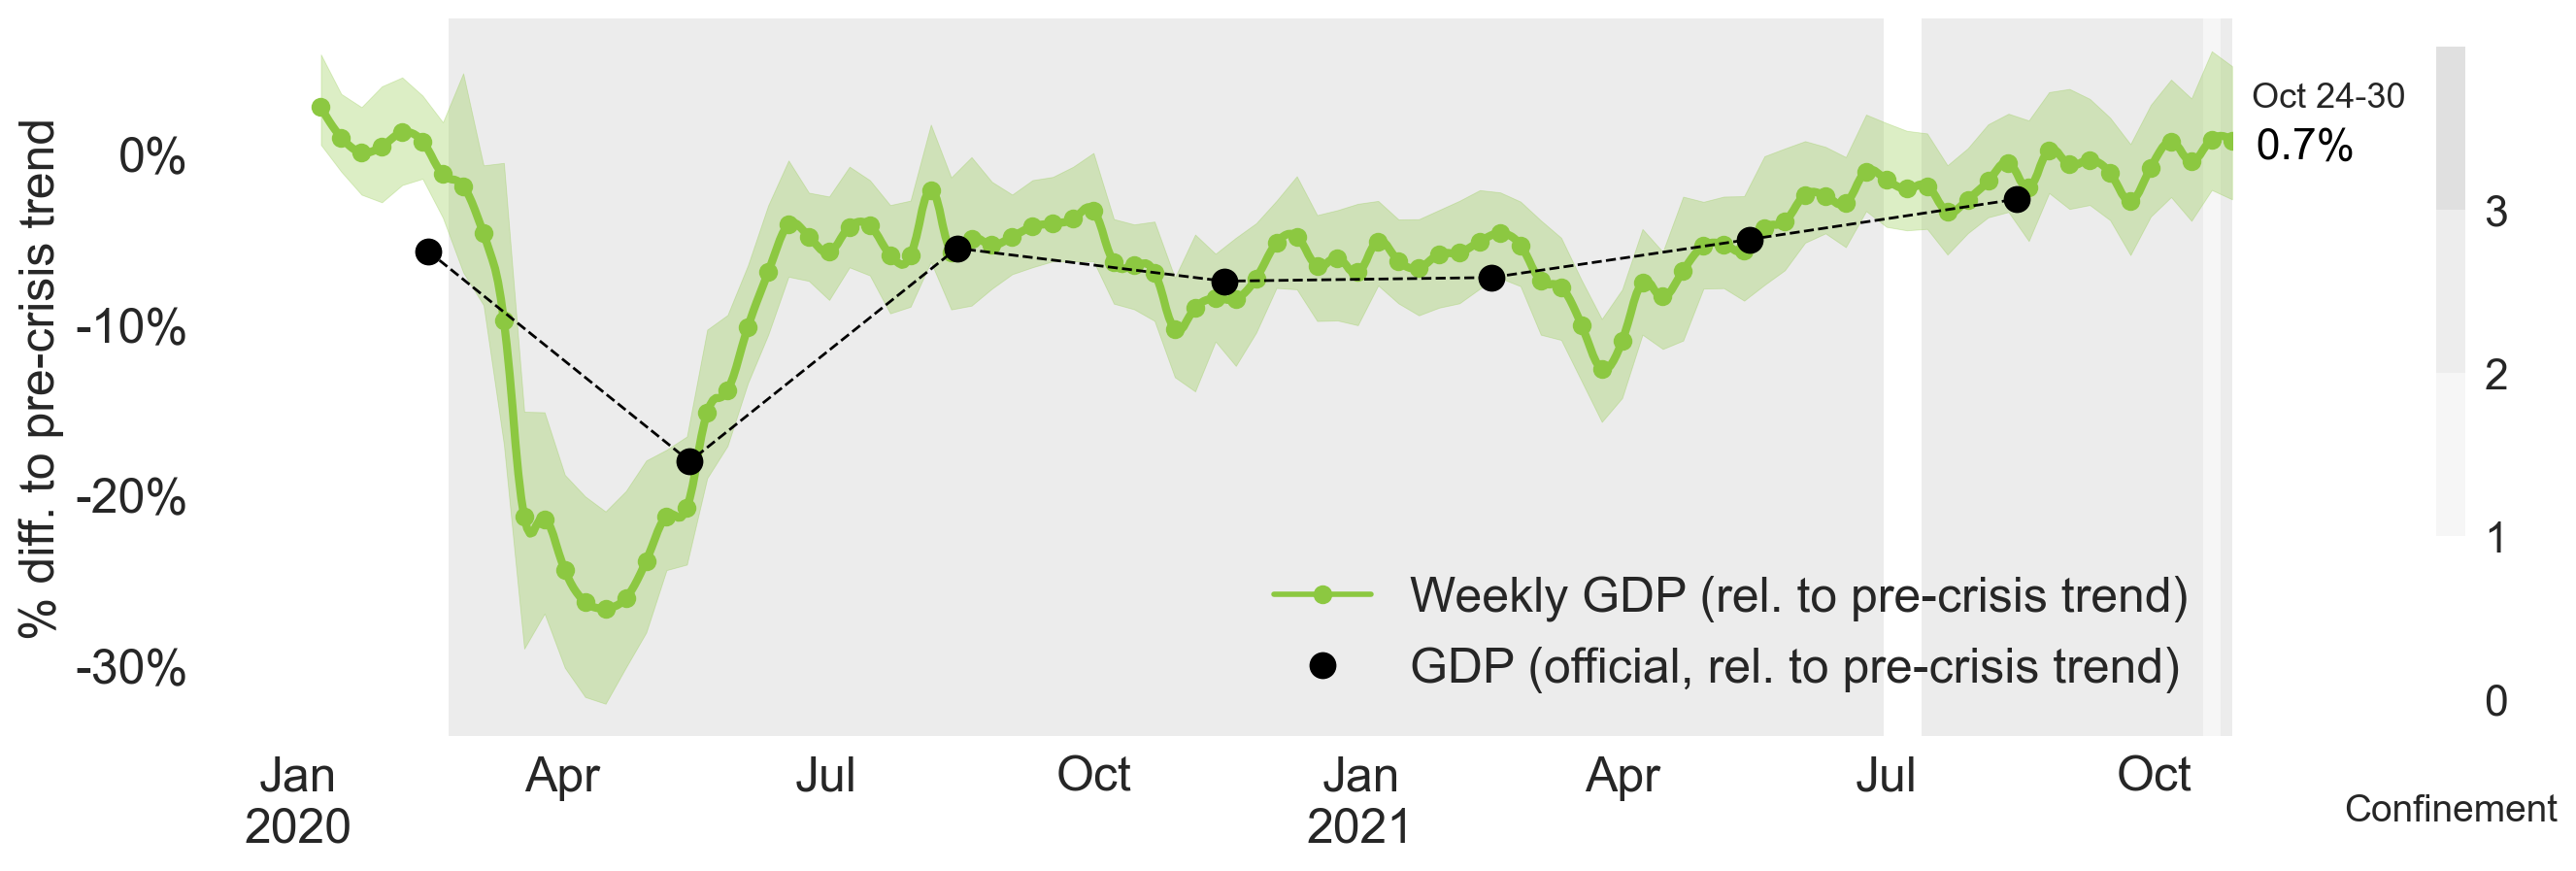 % diff. to pre-crisis trend
0%
-10%
-20%
-30%
Jan
2020
Apr
Jul
Oct
Jan
2021
Apr
Jul
Oct
Weekly GDP (rel. to pre-crisis trend)
GDP (official, rel. to pre-crisis trend)
Oct 24-30
0.7%
3
2
1
0
Confinement